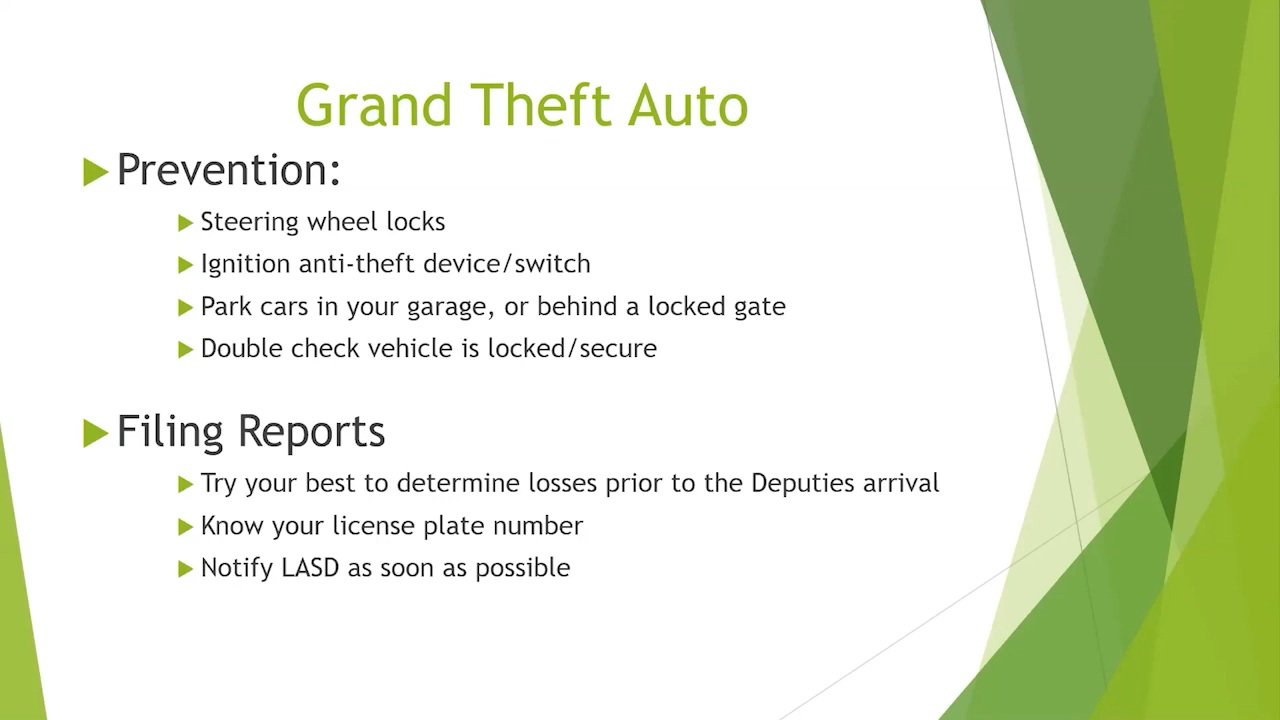 Grand Theft Auto
Prevention:
Steering wheel locks
Ignition anti-theft device/switch
Park cars in your garage, or behind a locked gate
Double check vehicle is locked/secure
Filing Reports
Try your best to determine losses prior to the Deputies arrival
Know your license plate number
Notify LASD as soon as possible